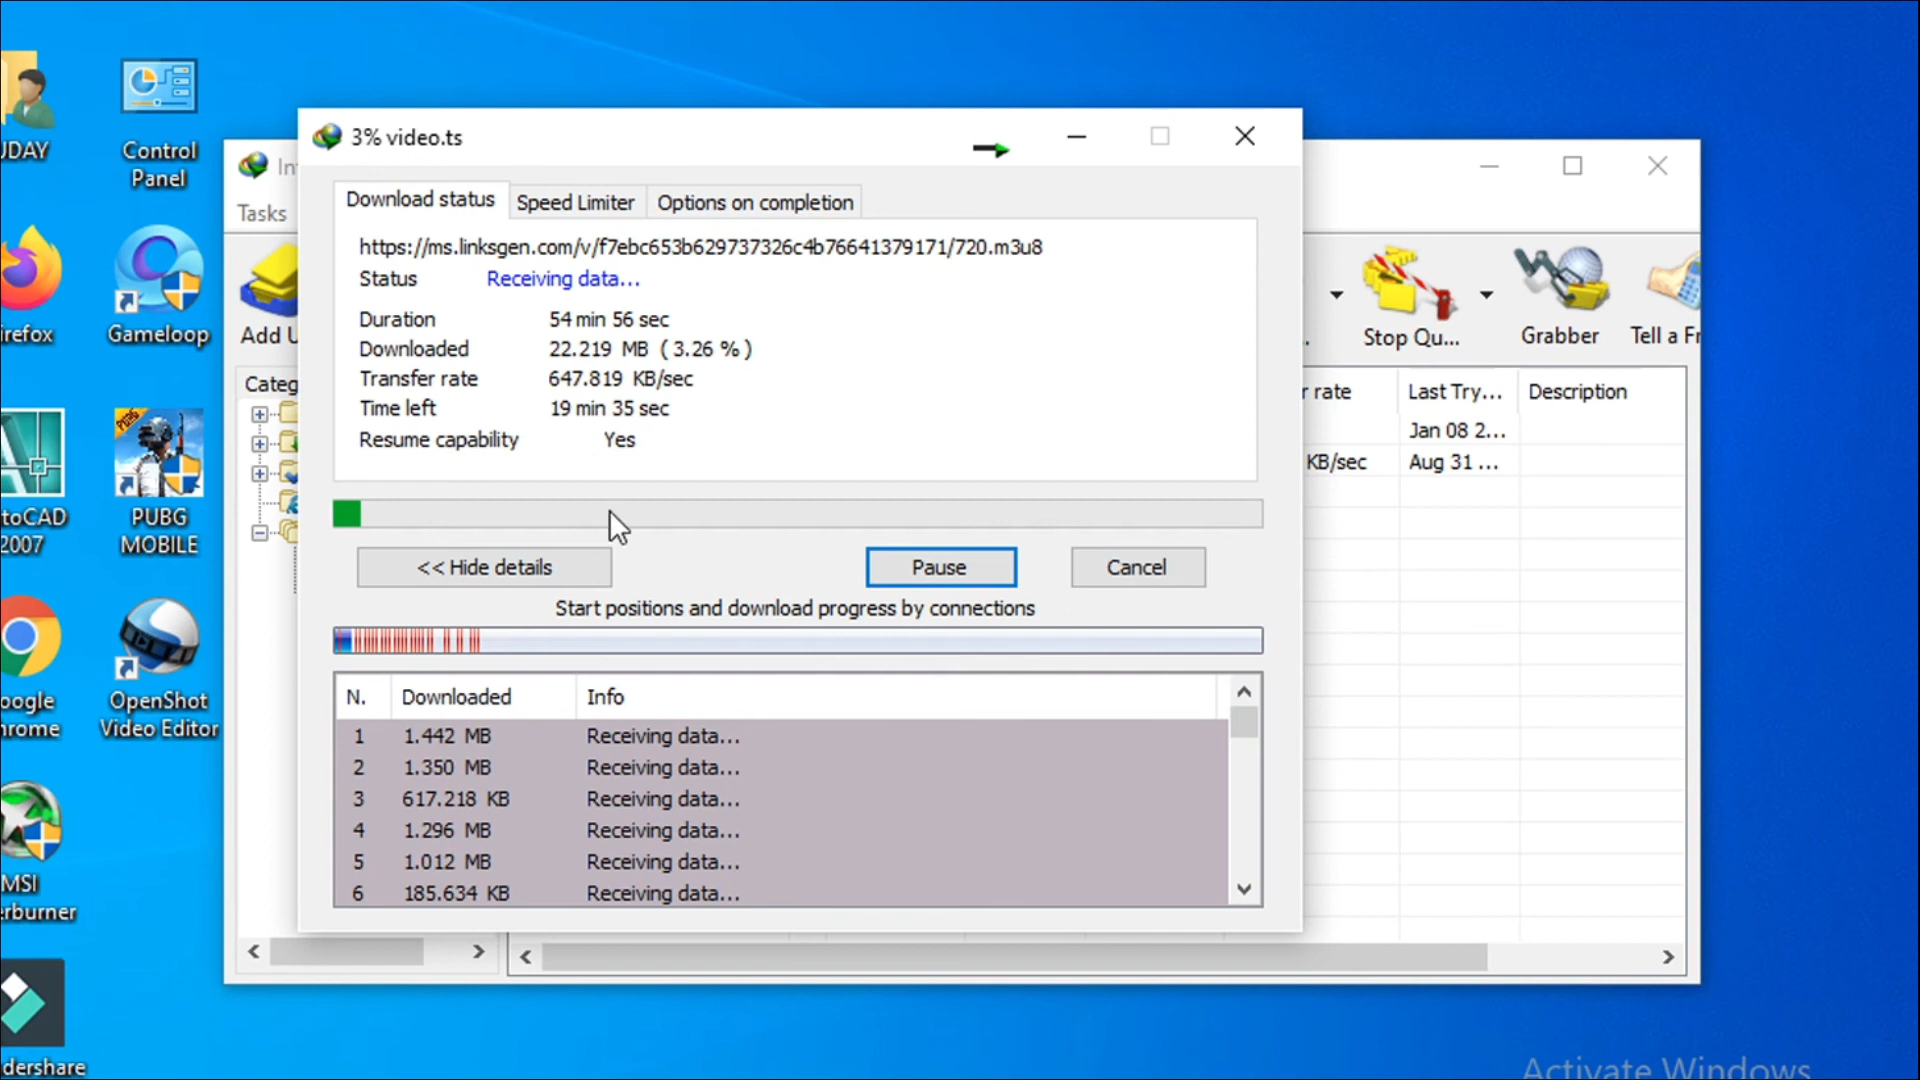 JDAY
Control
Panel
irefox
Gameloop
toCAD
2007
PUBG
PUBG
MOBILE
oogle
hrome
OpenShot
Video Editor
MSI
erburner
dershare
3% video.ts
Download status
Speed Limiter
Options on completion
https://ms.linksgen.com/v/f7ebc653b629737326c4b76641379171/720.m3u8
Status Receiving data...
Duration 54 min 56 sec
Downloaded 22.219 MB ( 3.26 % )
Transfer rate 647.819 KB/sec
Time left 19 min 35 sec
Resume capability Yes
<< Hide details
Pause
Cancel
Start positions and download progress by connections
N. Downloaded Info
1 1.442 MB Receiving data...
2 1.350 MB Receiving data...
3 617.218 KB Receiving data...
4 1.296 MB Receiving data...
5 1.012 MB Receiving data...
6 185.634 KB Receiving data...
In
Tasks
Add U
Categ
Stop Qu...
Grabber
Tell a Fr
r rate Last Try... Description
Jan 08 2...
KB/sec Aug 31 ...
Activate Windows